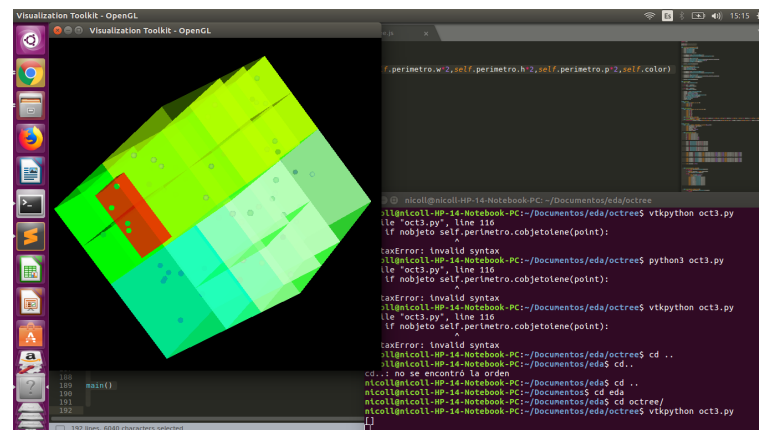 Visualization Toolkit - OpenGL
Es
15:15
Visualization Toolkit - OpenGL
n.js
x
f.perimetro.w*2,self.perimetro.h*2,self.perimetro.p*2,self.color)
nicoll@nicoll-HP-14-Notebook-PC: ~/Documentos/eda/octree
oll@nicoll-HP-14-Notebook-PC:~/Documentos/eda/octree$ vtkpython oct3.py
ile "oct3.py", line 116
if nobjeto self.perimetro.cobjetoiene(point):
^
taxError: invalid syntax
oll@nicoll-HP-14-Notebook-PC:~/Documentos/eda/octree$ python3 oct3.py
ile "oct3.py", line 116
if nobjeto self.perimetro.cobjetoiene(point):
^
taxError: invalid syntax
oll@nicoll-HP-14-Notebook-PC:~/Documentos/eda/octree$ vtkpython oct3.py
ile "oct3.py", line 116
if nobjeto self.perimetro.cobjetoiene(point):
^
taxError: invalid syntax
oll@nicoll-HP-14-Notebook-PC:~/Documentos/eda/octree$ cd ..
oll@nicoll-HP-14-Notebook-PC:~/Documentos/eda$ cd..
cd..: no se encontró la orden
nicoll@nicoll-HP-14-Notebook-PC:~/Documentos/eda$ cd ..
nicoll@nicoll-HP-14-Notebook-PC:~/Documentos$ cd eda
nicoll@nicoll-HP-14-Notebook-PC:~/Documentos/eda$ cd octree/
nicoll@nicoll-HP-14-Notebook-PC:~/Documentos/eda/octree$ vtkpython oct3.py
[]
188
189 main()
190
191
192
192 lines, 6040 characters selected